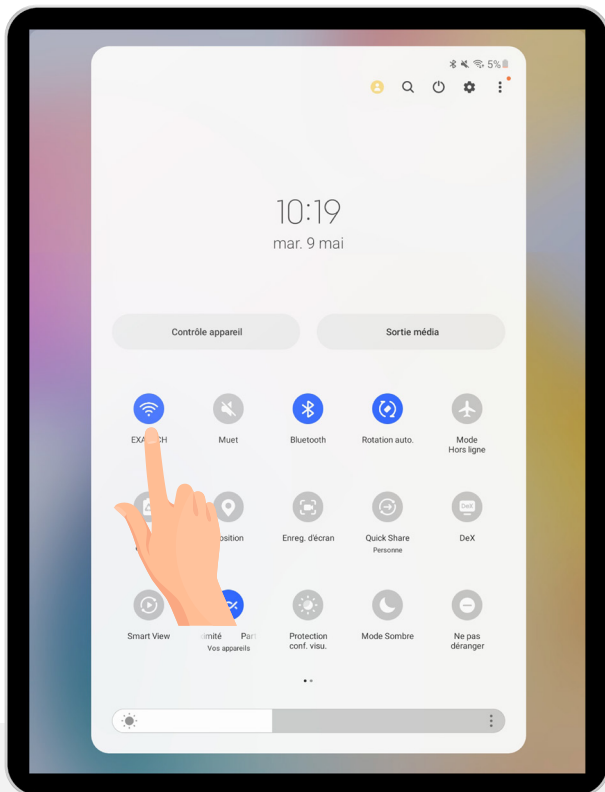 5%
10:19
mar. 9 mai
Contrôle appareil
Sortie média
Muet
Bluetooth
Rotation auto.
Mode
Hors ligne
Enreg. d'écran
Quick Share
Personne
DeX
DeX
Smart View
Vos appareils
Protection
conf. visu.
Mode Sombre
Ne pas
déranger